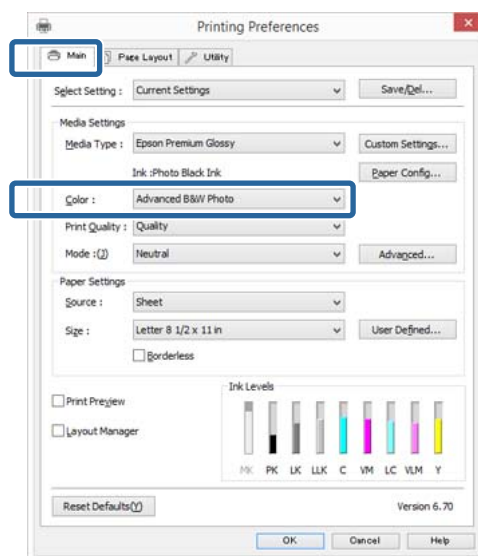 Printing Preferences
Main Page Layout Utility
Select Setting : Current Settings Save/Del...
Media Settings
Media Type : Epson Premium Glossy Custom Settings...
Ink :Photo Black Ink Paper Config...
Color : Advanced B&W Photo
Print Quality : Quality
Mode :(J) Neutral Advanced...
Paper Settings
Source : Sheet
Size : Letter 8 1/2 x 11 in User Defined...
Borderless
Ink Levels
Print Preview
Layout Manager
MK PK LK LLK C VM LC VLM Y
Reset Defaults(Y) Version 6.70
OK Cancel Help